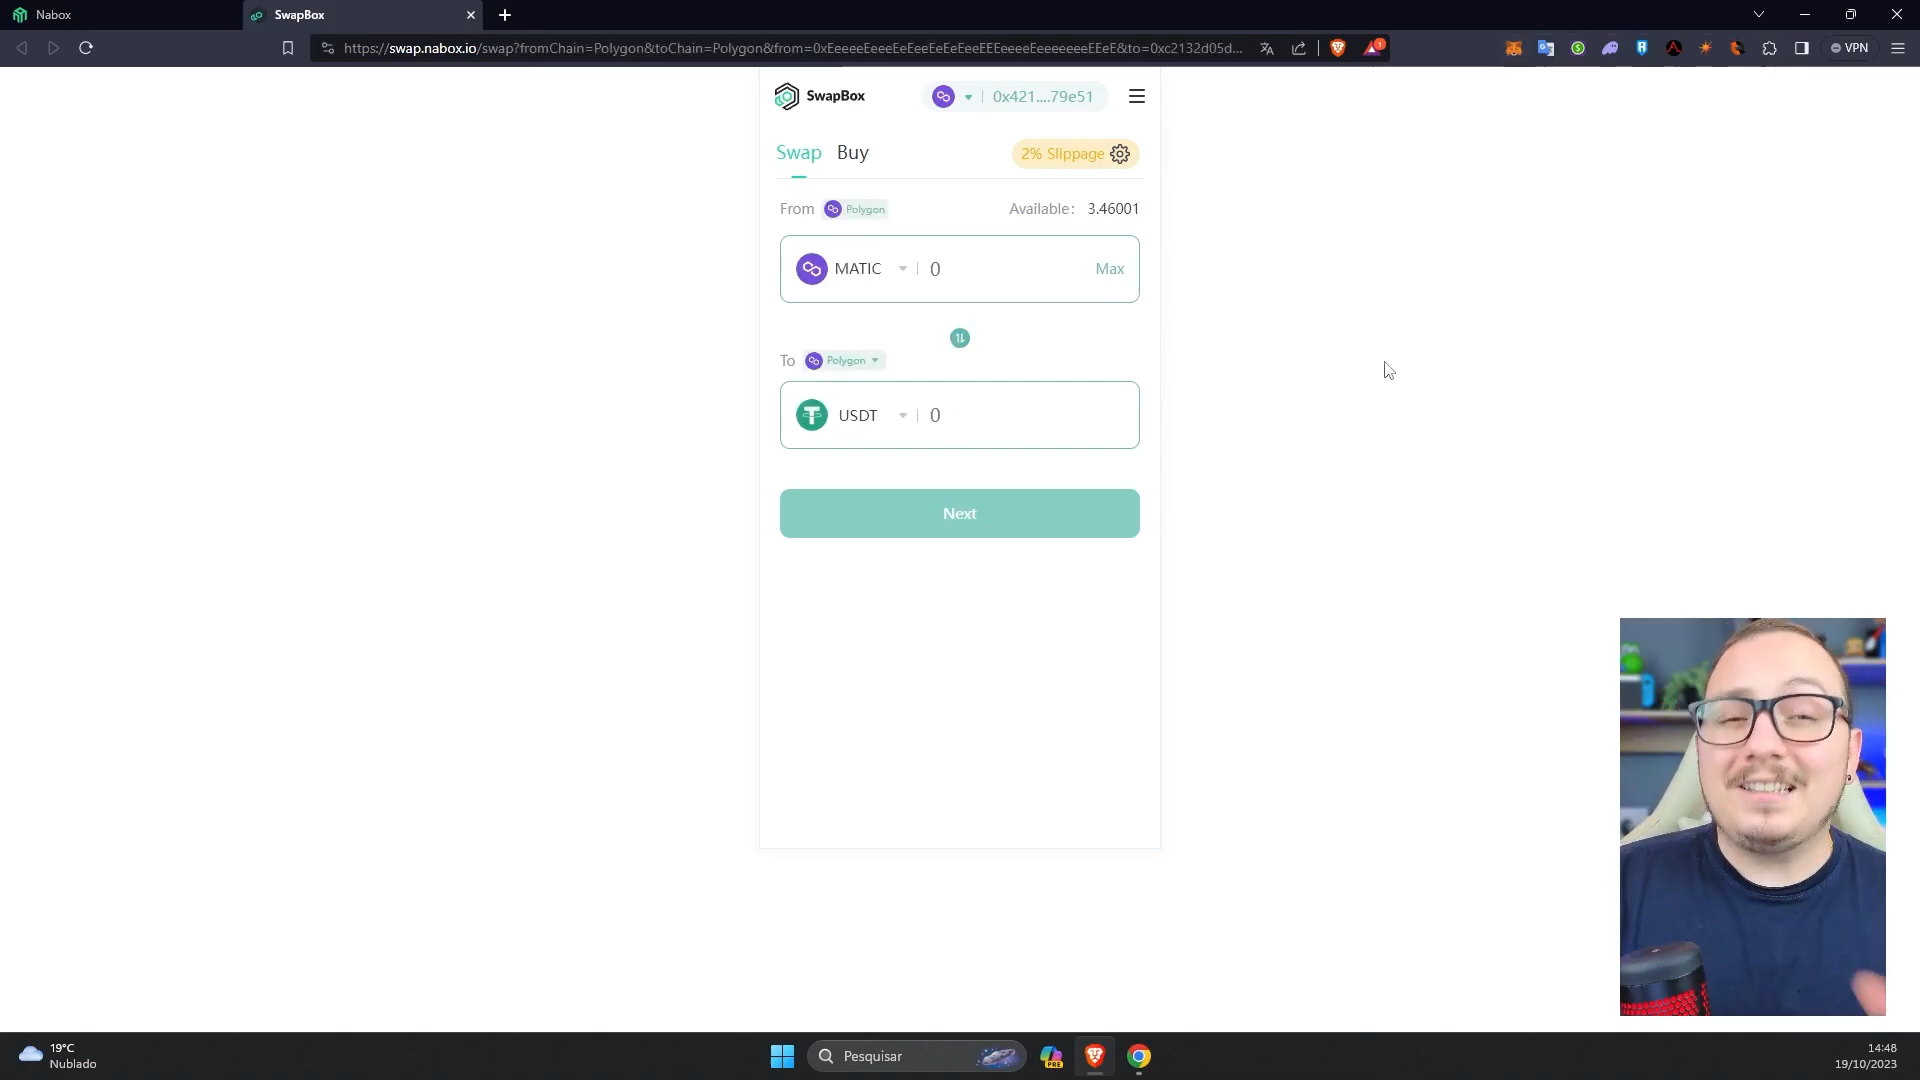 Nabox
SwapBox
https://swap.nabox.io/swap?fromChain=Polygon&toChain=Polygon&from=0xEeeeeEeeeEeEeeEeEeEeeEEEeeeeEeeeeeeeEEeE&to=0xc2132d05d...
1
VPN
SwapBox
0x421....79e51
Swap Buy
2% Slippage
From Polygon
Available: 3.46001
MATIC 0 Max
To Polygon
USDT 0
Next
19°C
Nublado
Pesquisar
PRE
14:48
19/10/2023